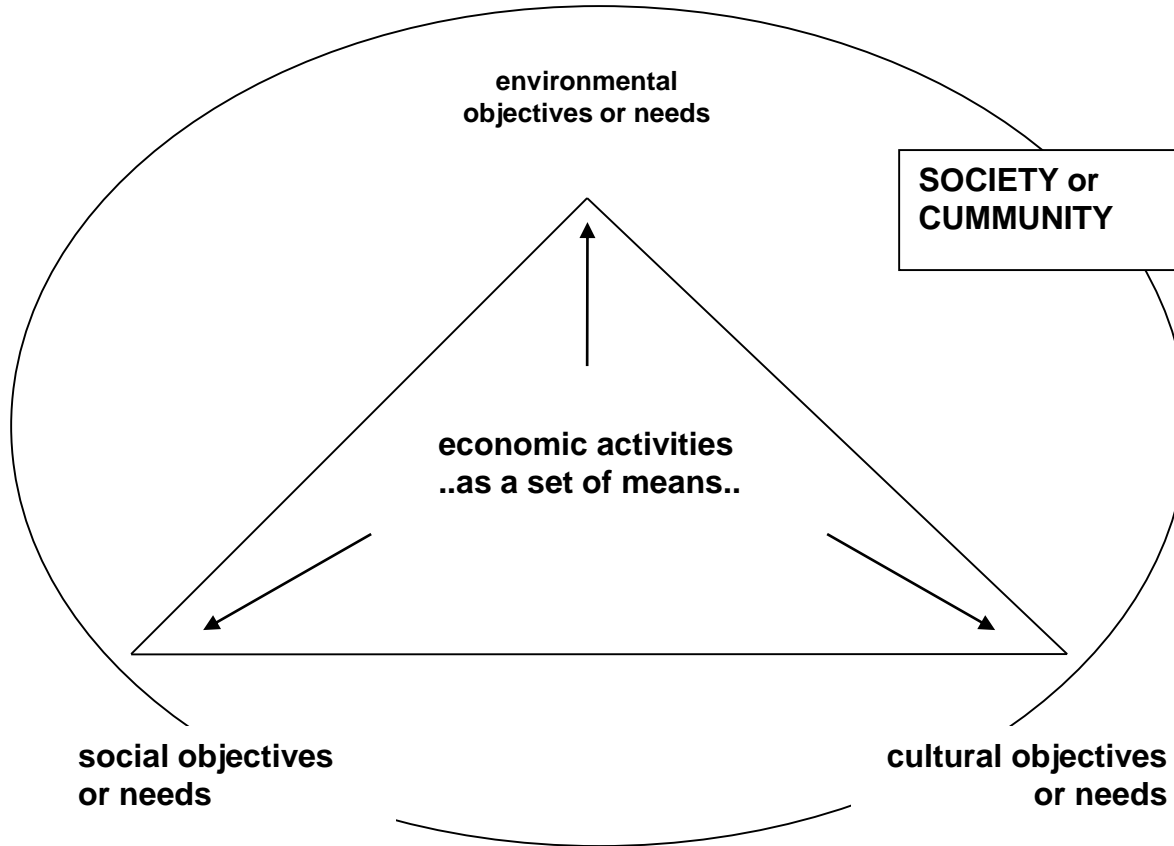 environmental
objectives or needs
SOCIETY or
CUMMUNITY
economic activities
..as a set of means..
social objectives
or needs
cultural objectives
or needs